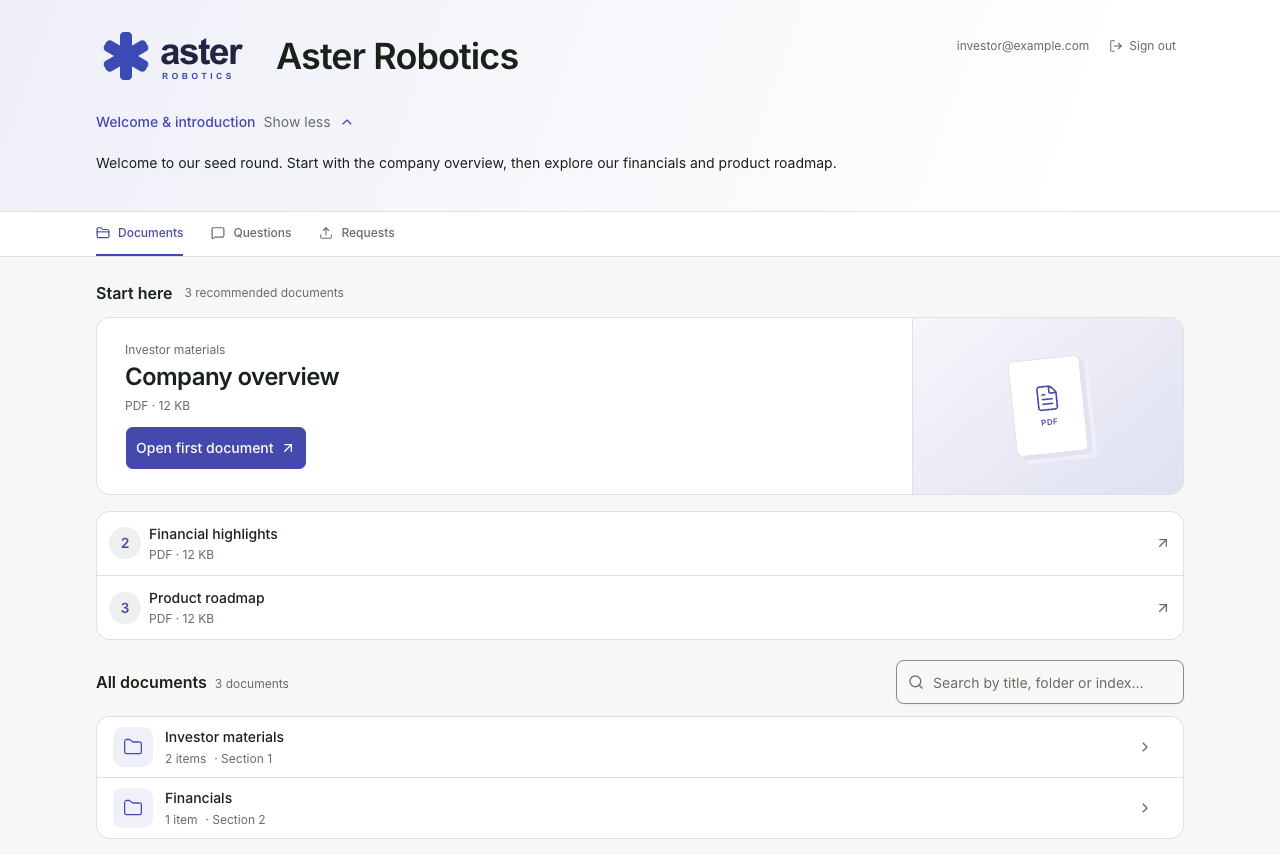 aster
ROBOTICS
Aster Robotics
investor@example.com
Sign out
Welcome & introduction Show less
Welcome to our seed round. Start with the company overview, then explore our financials and product roadmap.
Documents
Questions
Requests
Start here 3 recommended documents
Investor materials
Company overview
PDF · 12 KB
Open first document
PDF
2
Financial highlights
PDF · 12 KB
3
Product roadmap
PDF · 12 KB
All documents 3 documents
Search by title, folder or index...
Investor materials
2 items · Section 1
Financials
1 item · Section 2